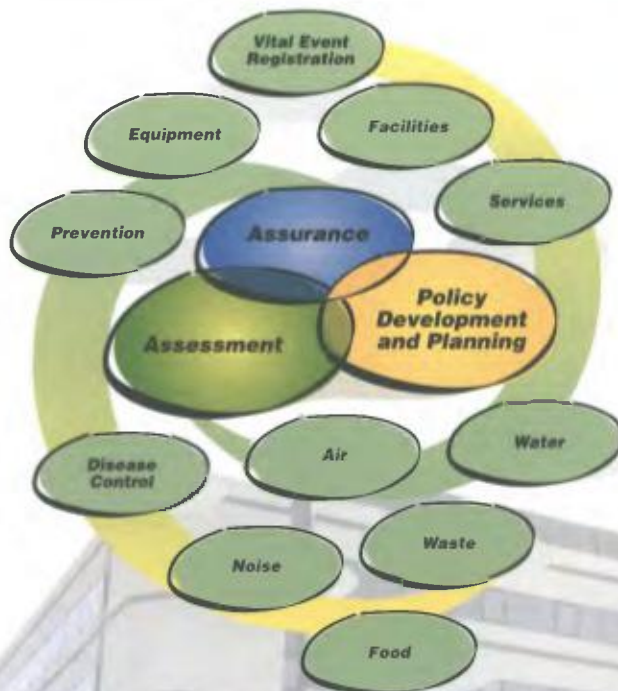 Vital Event
Registration
Equipment
Facilities
Prevention
Services
Assurance
Policy
Development
and Planning
Assessment
Disease
Control
Air
Water
Noise
Waste
Food